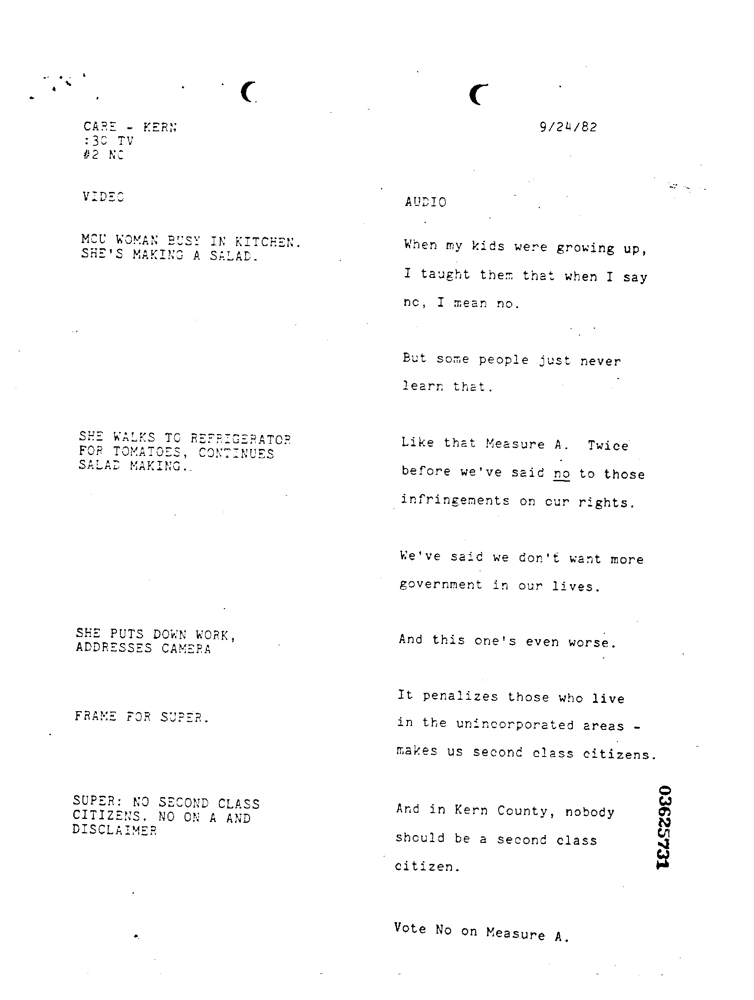 CARE - KERN
9/24/82
:30 TV
#2 NO
VIDEO
AUDIO
MCU WOMAN BUSY IN KITCHEN.
SHE'S MAKING A SALAD.
When my kids were growing up,
I taught them that when I say
no, I mean no.
But some people just never
learn that.
SHE WALKS TO REFRIGERATOR
FOR TOMATOES, CONTINUES
SALAD MAKING.
Like that Measure A. Twice
before we've said no to those
infringements on our rights.
We've said we don't want more
government in our lives.
SHE PUTS DOWN WORK,
ADDRESSES CAMERA
And this one's even worse.
FRAME FOR SUPER.
It penalizes those who live
in the unincorporated areas -
makes us second class citizens.
SUPER: NO SECOND CLASS
CITIZENS. NO ON A AND
DISCLAIMER
And in Kern County, nobody
should be a second class
citizen.
Vote No on Measure A.
03625731